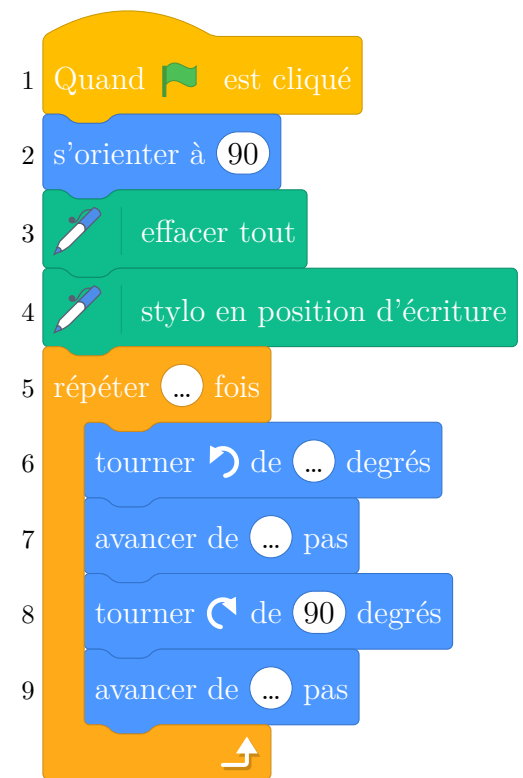 1 Quand est cliqué
2 s'orienter à 90
3 effacer tout
4 stylo en position d'écriture
5 répéter ... fois
6 tourner de ... degrés
7 avancer de ... pas
8 tourner de 90 degrés
9 avancer de ... pas